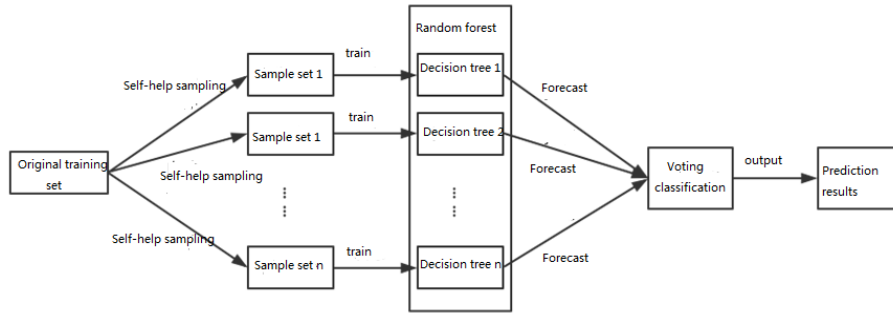 Random forest
train
Sample set 1
Decision tree 1
Self-help sampling
Forecast
train
Sample set 1
Decision tree 2
Original training
set
Self-help sampling
Forecast
Voting
classification
output
Prediction
results
Self-help sampling
train
Sample set n
Decision tree n
Forecast